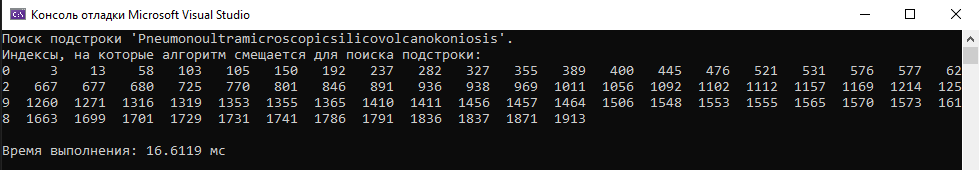 Консоль отладки Microsoft Visual Studio
Поиск подстроки 'Pneumonoultramicroscopicsilicovolcanokoniosis'.
Индексы, на которые алгоритм смещается для поиска подстроки:
0 3 13 58 103 105 150 192 237 282 327 355 389 400 445 476 521 531 576 577 62
2 667 677 680 725 770 801 846 891 936 938 969 1011 1056 1092 1102 1112 1157 1169 1214 125
9 1260 1271 1316 1319 1353 1355 1365 1410 1411 1456 1457 1464 1506 1548 1553 1555 1565 1570 1573 161
8 1663 1699 1701 1729 1731 1741 1786 1791 1836 1837 1871 1913
Время выполнения: 16.6119 мс